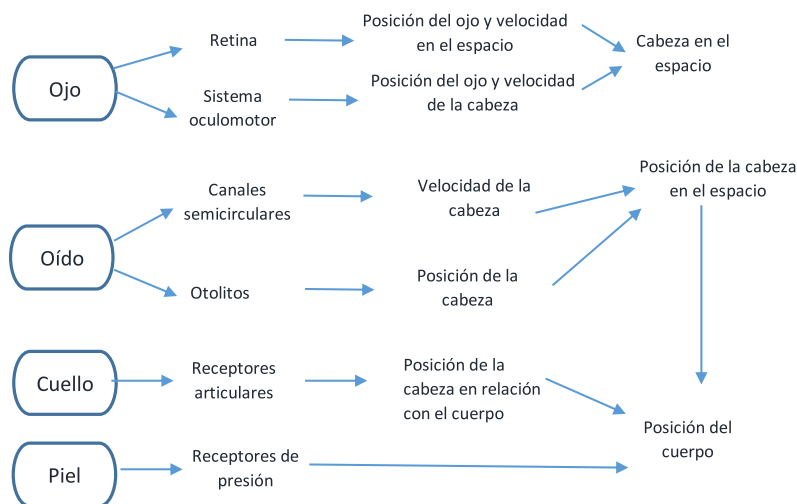 Ojo
Retina
Posición del ojo y velocidad
en el espacio
Sistema
oculomotor
Posición del ojo y velocidad
de la cabeza
Cabeza en el
espacio
Oído
Canales
semicirculares
Velocidad de la
cabeza
Otolitos
Posición de la
cabeza
Posición de la cabeza
en el espacio
Cuello
Receptores
articulares
Posición de la
cabeza en relación
con el cuerpo
Piel
Receptores de
presión
Posición del
cuerpo